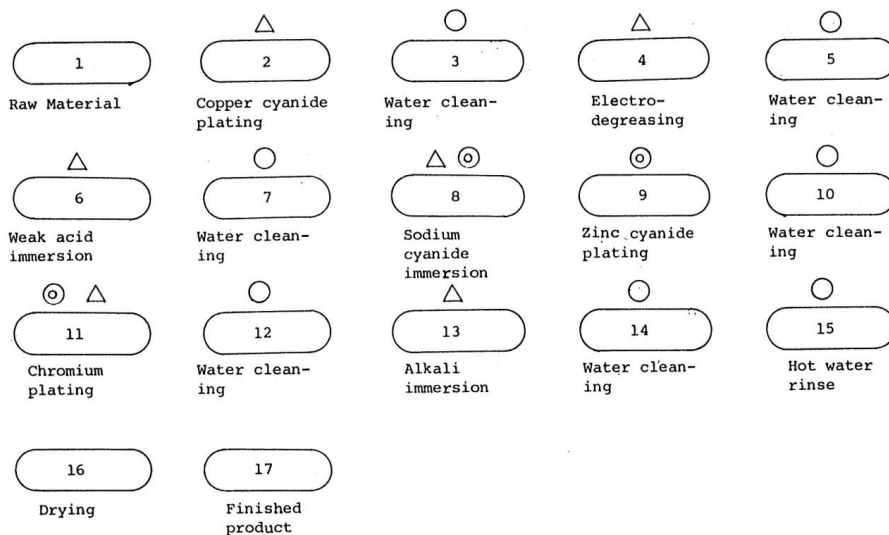 1
2
3
4
5
Raw Material
Copper cyanide
plating
Water clean-
ing
Electro-
degreasing
Water clean-
ing
6
7
8
9
10
Weak acid
immersion
Water clean-
ing
Sodium
cyanide
immersion
Zinc cyanide
plating
Water clean-
ing
11
12
13
14
15
Chromium
plating
Water clean-
ing
Alkali
immersion
Water clean-
ing
Hot water
rinse
16
17
Drying
Finished
product